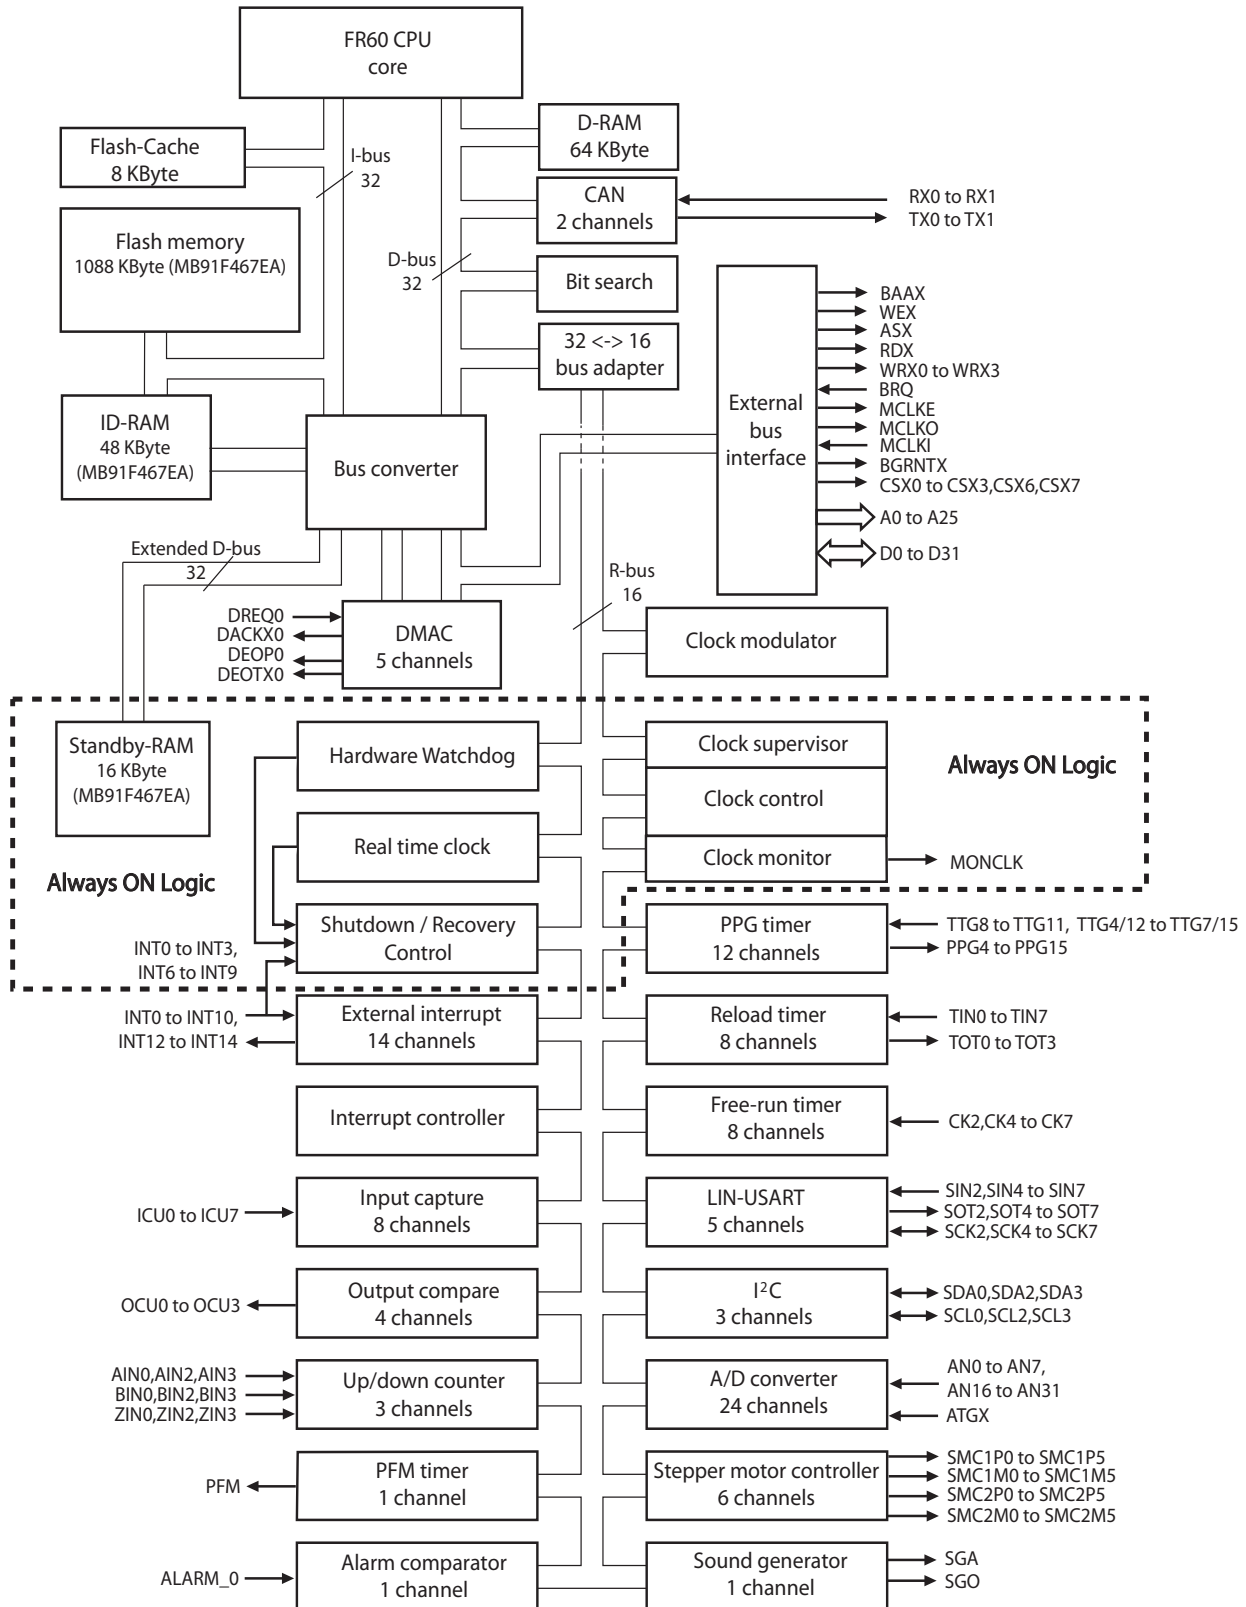 FR60 CPU
core
Flash-Cache
8 KByte
I-bus
32
D-RAM
64 KByte
CAN
2 channels
RX0 to RX1
TX0 to TX1
Flash memory
1088 KByte (MB91F467EA)
D-bus
32
Bit search
32 <-> 16
bus adapter
ID-RAM
48 KByte
(MB91F467EA)
Bus converter
External
bus
interface
BAAX
WEX
ASX
RDX
WRX0 to WRX3
BRQ
MCLKE
MCLKO
MCLKI
BGRNTX
CSX0 to CSX3,CSX6,CSX7
A0 to A25
D0 to D31
Extended D-bus
32
R-bus
16
DREQ0
DACKX0
DEOP0
DEOTX0
DMAC
5 channels
Clock modulator
Standby-RAM
16 KByte
(MB91F467EA)
Hardware Watchdog
Clock supervisor
Always ON Logic
Clock control
Real time clock
Clock monitor
MONCLK
Always ON Logic
Shutdown / Recovery
Control
INT0 to INT3,
INT6 to INT9
PPG timer
12 channels
TTG8 to TTG11, TTG4/12 to TTG7/15
PPG4 to PPG15
INT0 to INT10,
INT12 to INT14
External interrupt
14 channels
Reload timer
8 channels
TIN0 to TIN7
TOT0 to TOT3
Interrupt controller
Free-run timer
8 channels
CK2,CK4 to CK7
ICU0 to ICU7
Input capture
8 channels
LIN-USART
5 channels
SIN2,SIN4 to SIN7
SOT2,SOT4 to SOT7
SCK2,SCK4 to SCK7
OCU0 to OCU3
Output compare
4 channels
I²C
3 channels
SDA0,SDA2,SDA3
SCL0,SCL2,SCL3
AIN0,AIN2,AIN3
BIN0,BIN2,BIN3
ZIN0,ZIN2,ZIN3
Up/down counter
3 channels
A/D converter
24 channels
AN0 to AN7,
AN16 to AN31
ATGX
PFM
PFM timer
1 channel
Stepper motor controller
6 channels
SMC1P0 to SMC1P5
SMC1M0 to SMC1M5
SMC2P0 to SMC2P5
SMC2M0 to SMC2M5
ALARM_0
Alarm comparator
1 channel
Sound generator
1 channel
SGA
SGO